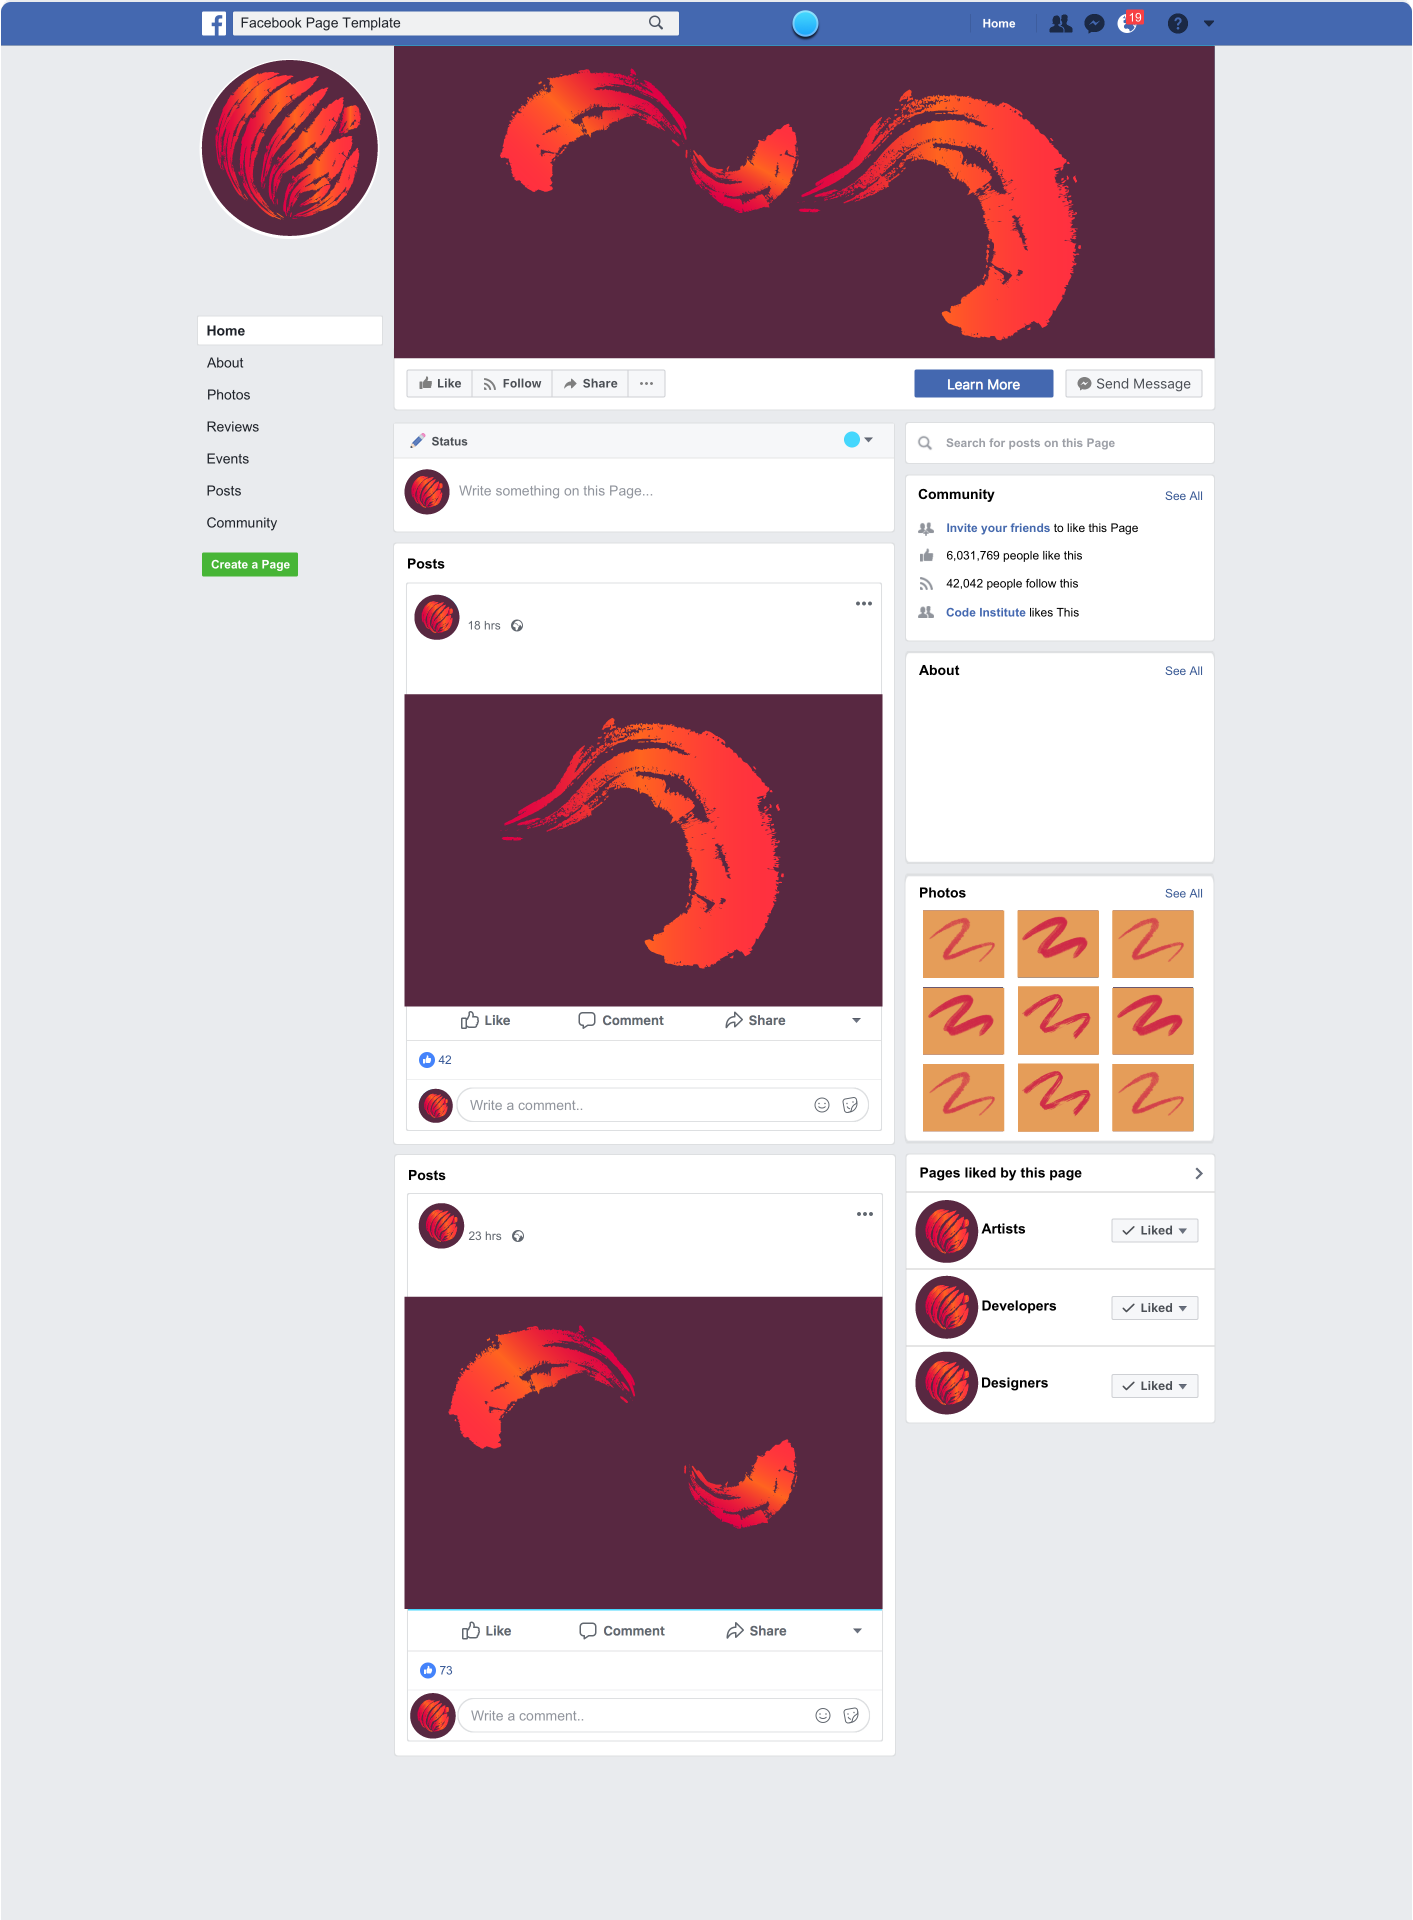 Facebook Page Template
Home
19
Home
About
Photos
Reviews
Events
Posts
Community
Create a Page
Like
Follow
Share
Learn More
Send Message
Status
Write something on this Page...
Posts
18 hrs
Like
Comment
Share
42
Write a comment..
Posts
23 hrs
Like
Comment
Share
73
Write a comment..
Search for posts on this Page
Community
See All
Invite your friends to like this Page
6,031,769 people like this
42,042 people follow this
Code Institute likes This
About
See All
Photos
See All
Pages liked by this page
Artists
Liked
Developers
Liked
Designers
Liked